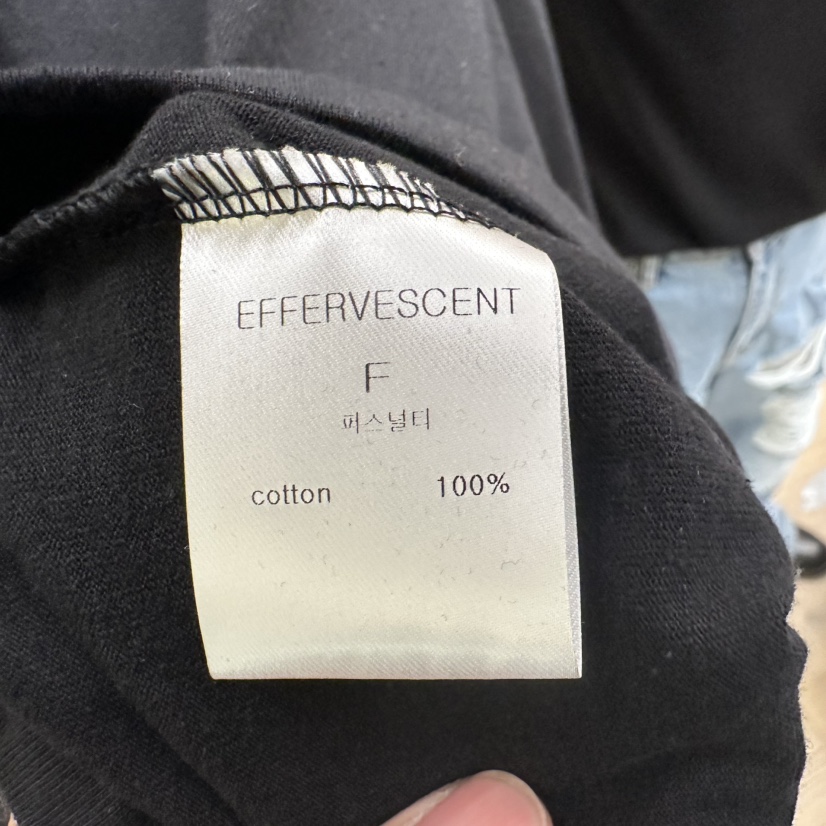 EFFERVESCENT
F
퍼스널티
cotton 100%